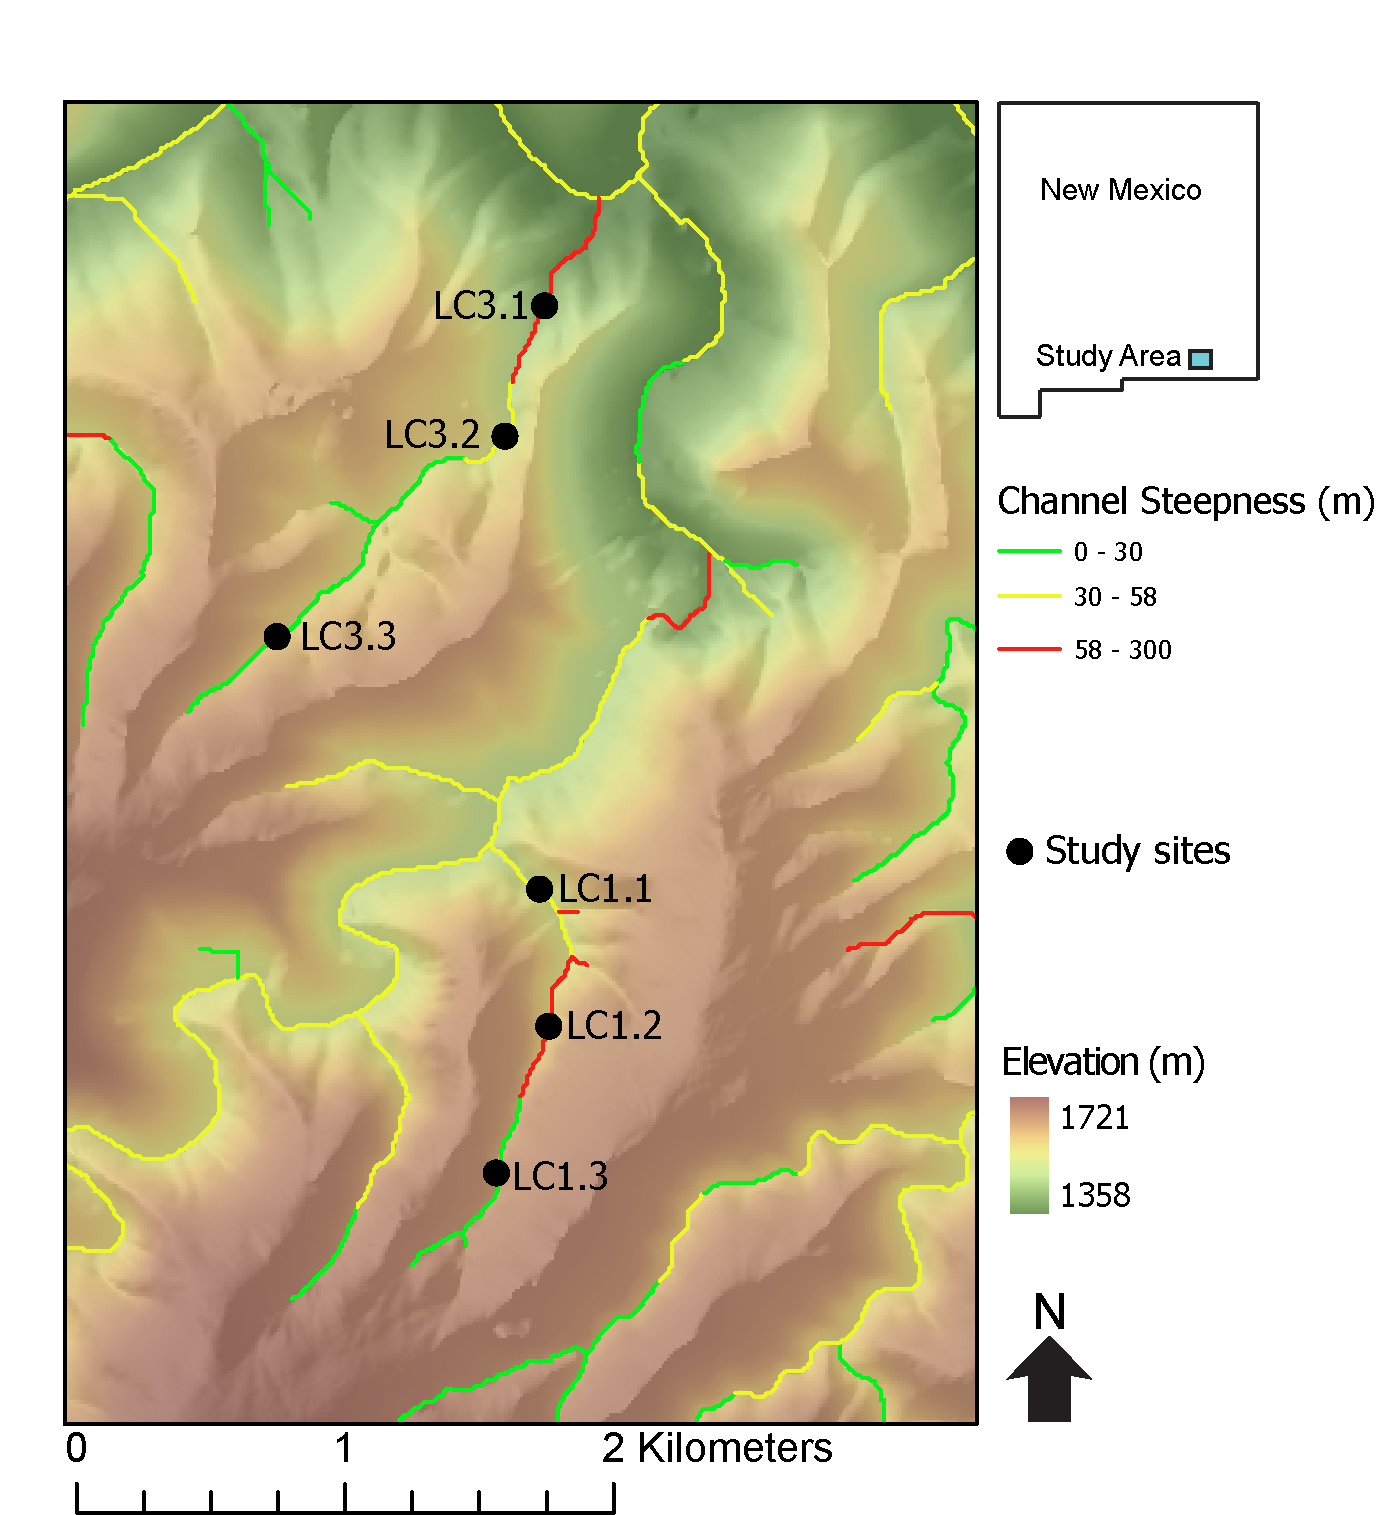 New Mexico
Study Area
LC3.1
LC3.2
LC3.3
LC1.1
LC1.2
LC1.3
Channel Steepness (m)
0 - 30
30 - 58
58 - 300
Study sites
Elevation (m)
1721
1358
N
0 1 2 Kilometers